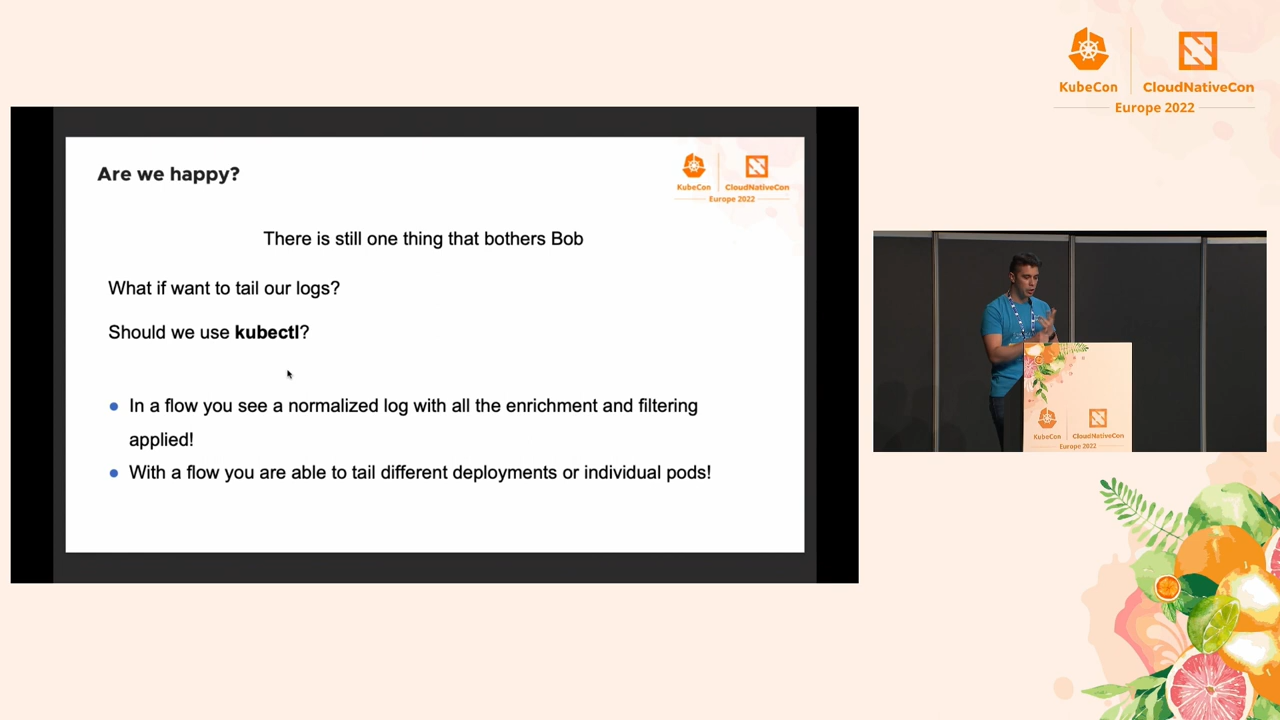 KubeCon
CloudNativeCon
Europe 2022
Are we happy?
KubeCon
CloudNativeCon
Europe 2022
There is still one thing that bothers Bob
What if want to tail our logs?
Should we use kubectl?
In a flow you see a normalized log with all the enrichment and filtering
applied!
With a flow you are able to tail different deployments or individual pods!
KubeCon
CloudNativeCon
Europe 2022